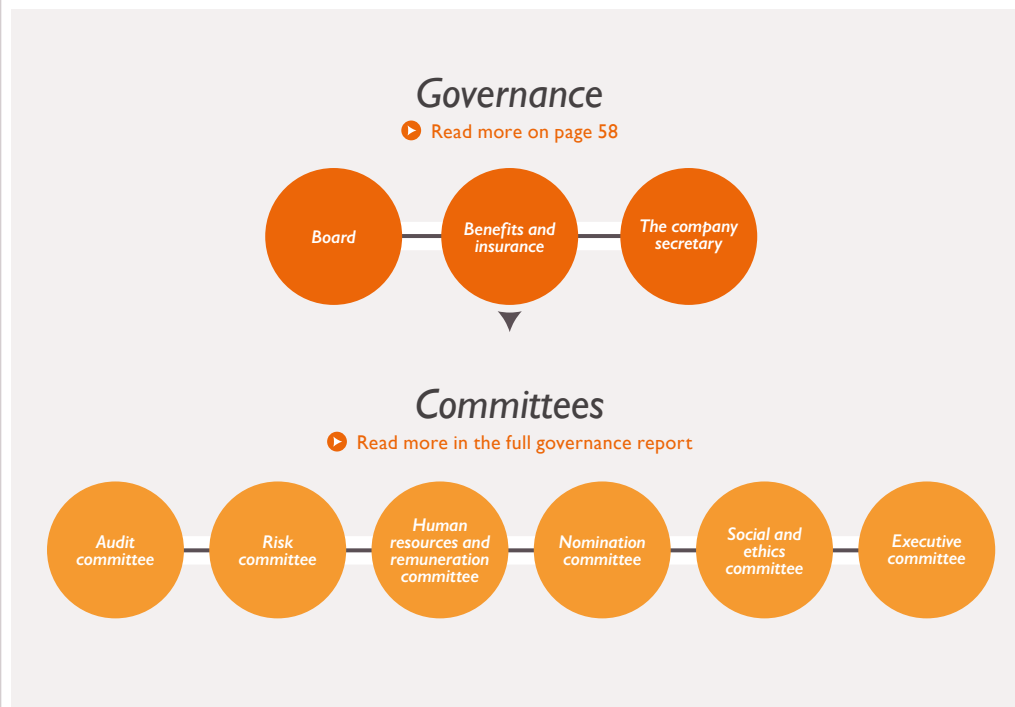 Governance
Read more on page 58
Board
Benefits and
insurance
The company
secretary
Committees
Read more in the full governance report
Audit
committee
Risk
committee
Human
resources and
remuneration
committee
Nomination
committee
Social and
ethics
committee
Executive
committee